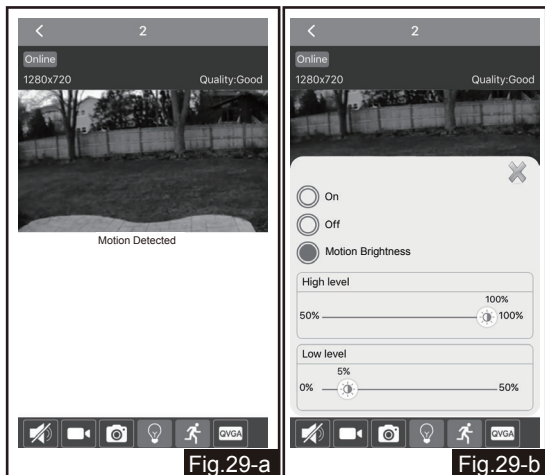 2
Online
1280x720 Quality:Good
Motion Detected
QVGA
Fig.29-a
2
Online
1280x720 Quality:Good
On
Off
Motion Brightness
High level
100%
50% 100%
Low level
5%
0% 50%
QVGA
Fig.29-b